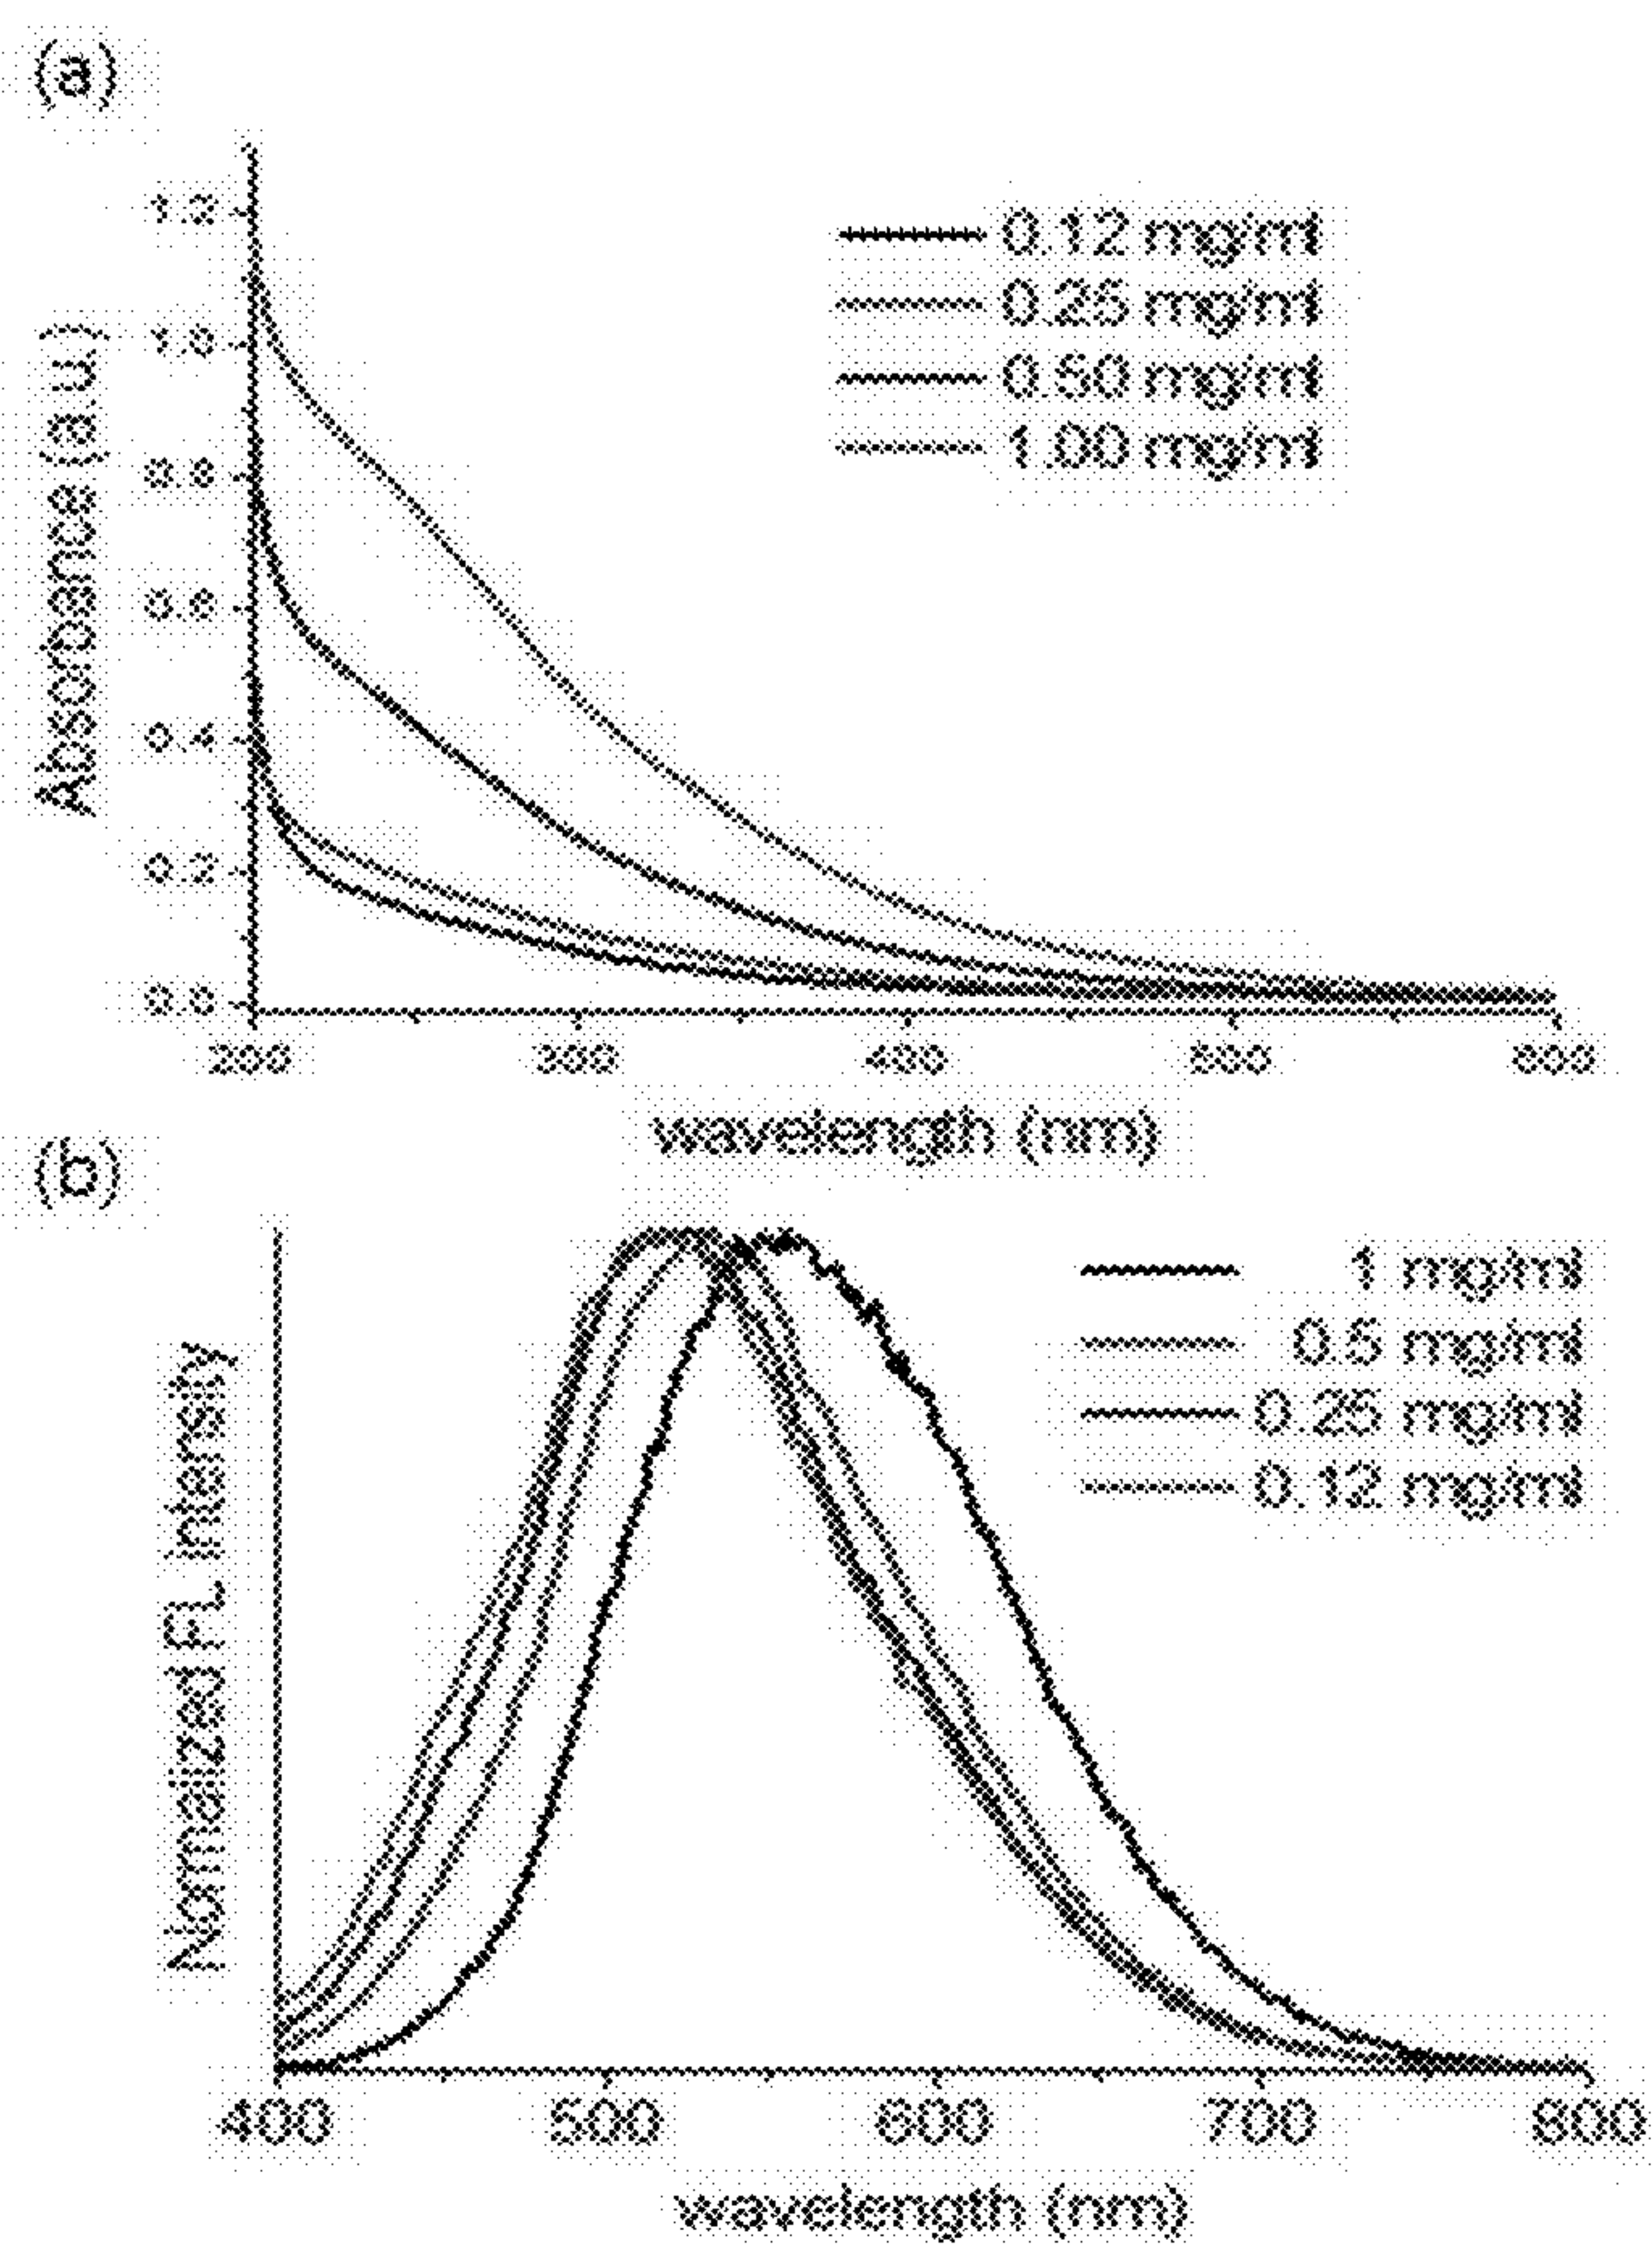 (a)
1.2
1.0
0.8
0.6
0.4
0.2
0.0
Absorbance (a.u.)
0.12 mg/ml
0.25 mg/ml
0.50 mg/ml
1.00 mg/ml
200 300 400 500 600
wavelength (nm)
(b)
Normalized FL Intensity
1 mg/ml
0.5 mg/ml
0.25 mg/ml
0.12 mg/ml
400 500 600 700 800
wavelength (nm)